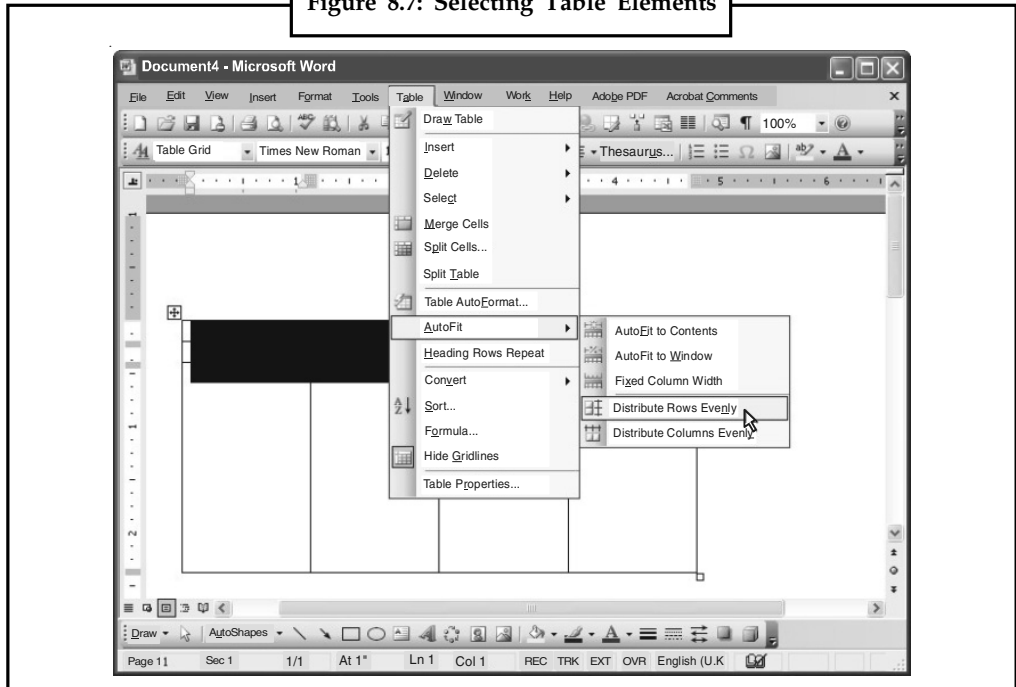 Figure 8.7: Selecting Table Elements
Document4 - Microsoft Word
File Edit View Insert Format Tools Table Window Work Help Adobe PDF Acrobat Comments
100%
Table Grid Times New Roman Thesaurus...
1 4 5 6
Draw Table
Insert
Delete
Select
Merge Cells
Split Cells...
Split Table
Table AutoFormat...
AutoFit
Heading Rows Repeat
Convert
Sort...
Formula...
Hide Gridlines
Table Properties...
AutoFit to Contents
AutoFit to Window
Fixed Column Width
Distribute Rows Evenly
Distribute Columns Evenly
Draw AutoShapes
Page 11 Sec 1 1/1 At 1" Ln 1 Col 1 REC TRK EXT OVR English (U.K